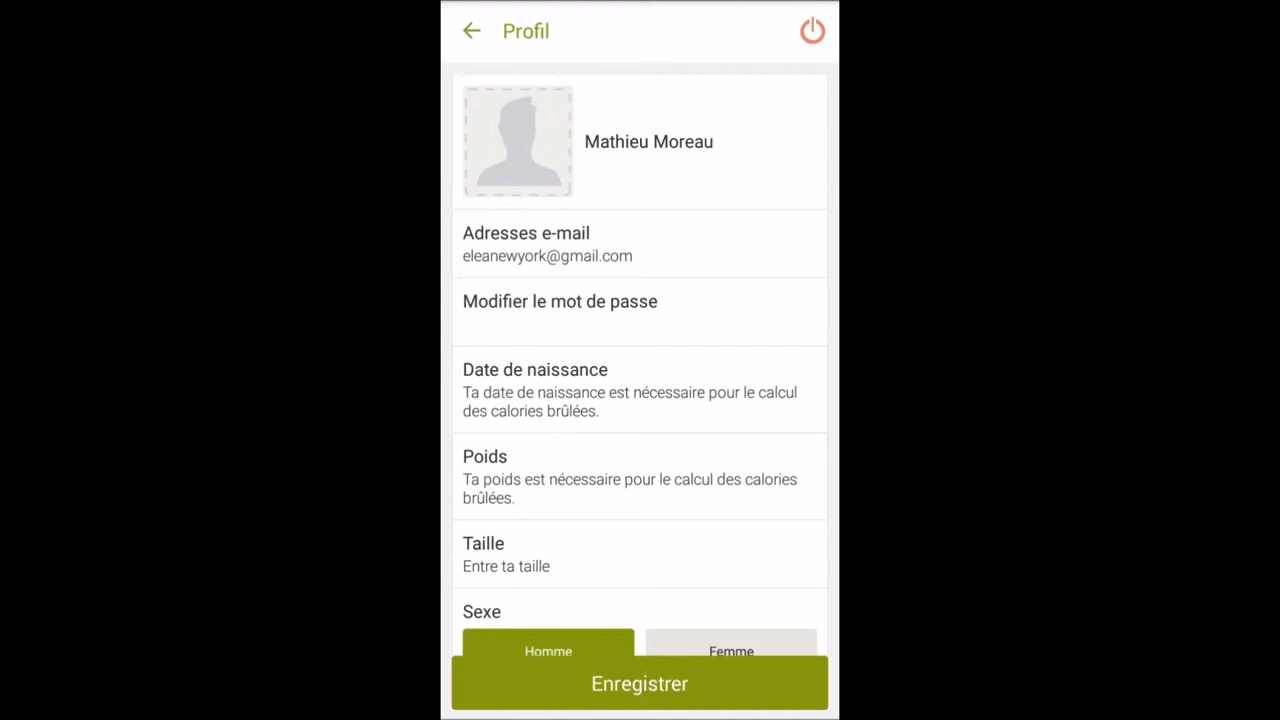 Profil
Mathieu Moreau
Adresses e-mail
eleanewyork@gmail.com
Modifier le mot de passe
Date de naissance
Ta date de naissance est nécessaire pour le calcul
des calories brûlées.
Poids
Ta poids est nécessaire pour le calcul des calories
brûlées.
Taille
Entre ta taille
Sexe
Homme
Femme
Enregistrer